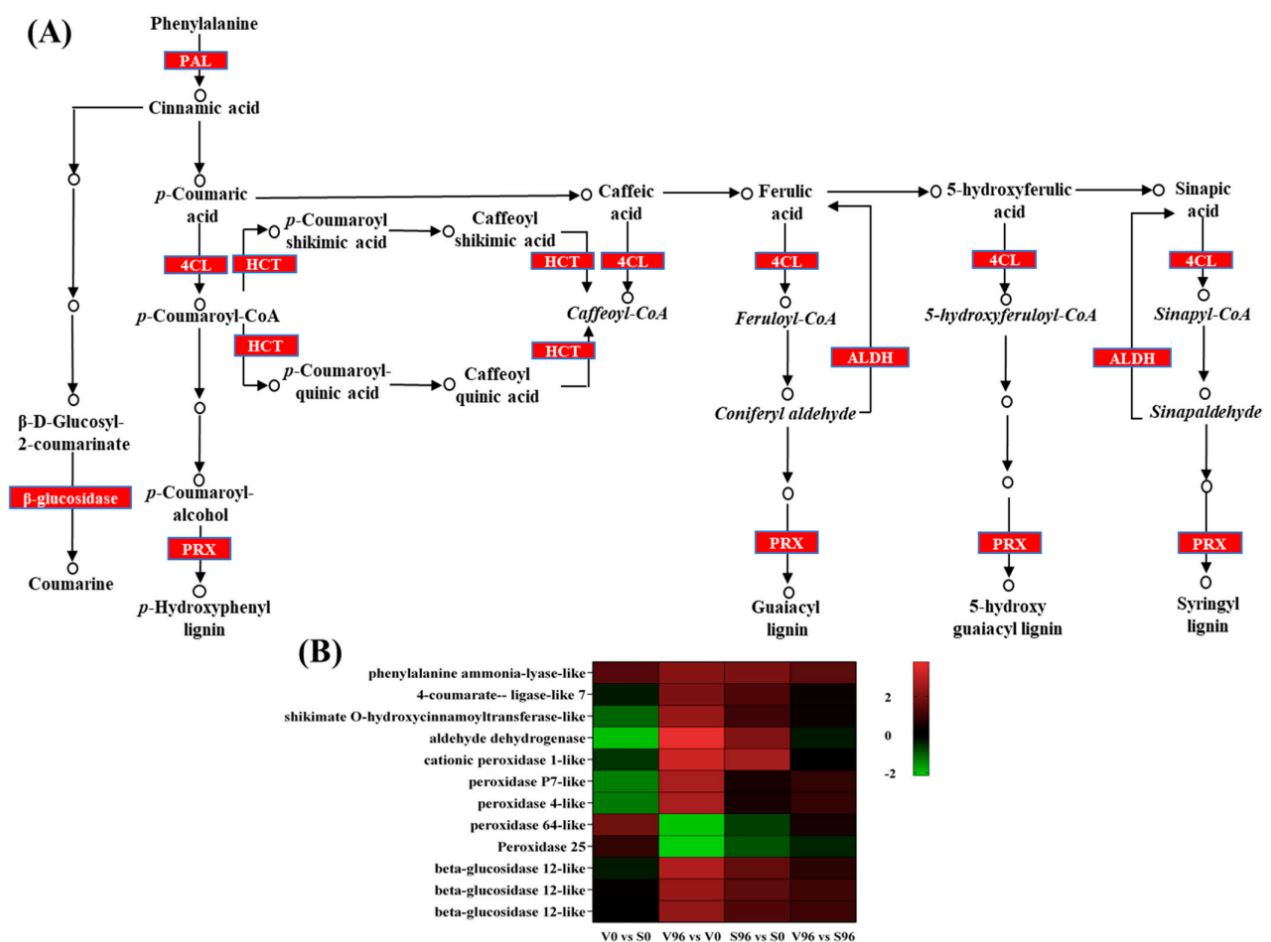 (A)
Phenylalanine
PAL
Cinnamic acid
p-Coumaric
acid
Caffeic
acid
Ferulic
acid
5-hydroxyferulic
acid
Sinapic
acid
p-Coumaroyl
shikimic acid
Caffeoyl
shikimic acid
4CL
HCT
HCT
4CL
4CL
4CL
4CL
p-Coumaroyl-CoA
Caffeoyl-CoA
Feruloyl-CoA
5-hydroxyferuloyl-CoA
Sinapyl-CoA
HCT
HCT
ALDH
ALDH
p-Coumaroyl-
quinic acid
Caffeoyl
quinic acid
Coniferyl aldehyde
Sinapaldehyde
β-D-Glucosyl-
2-coumarinate
β-glucosidase
p-Coumaroyl-
alcohol
PRX
PRX
PRX
PRX
Coumarine
p-Hydroxyphenyl
lignin
Guaiacyl
lignin
5-hydroxy
guaiacyl lignin
Syringyl
lignin
(B)
phenylalanine ammonia-lyase-like
4-coumarate-- ligase-like 7
shikimate O-hydroxycinnamoyltransferase-like
aldehyde dehydrogenase
cationic peroxidase 1-like
peroxidase P7-like
peroxidase 4-like
peroxidase 64-like
Peroxidase 25
beta-glucosidase 12-like
beta-glucosidase 12-like
beta-glucosidase 12-like
V0 vs S0 V96 vs V0 S96 vs S0 V96 vs S96
2
0
-2